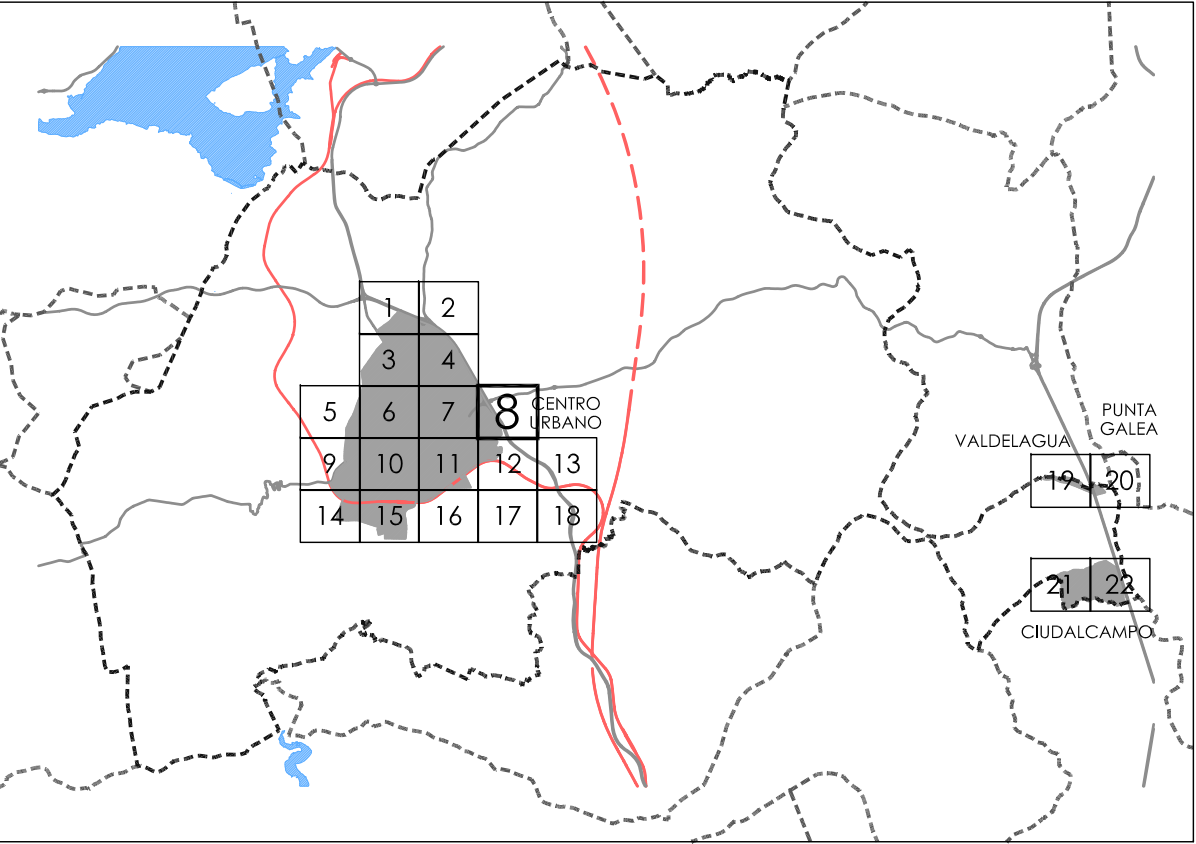 1 2
3 4
5 6 7 8 CENTRO
URBANO
PUNTA
GALEA
VALDELAGUA
9 10 11 12 13
19 20
14 15 16 17 18
21 22
CIUDALCAMPO